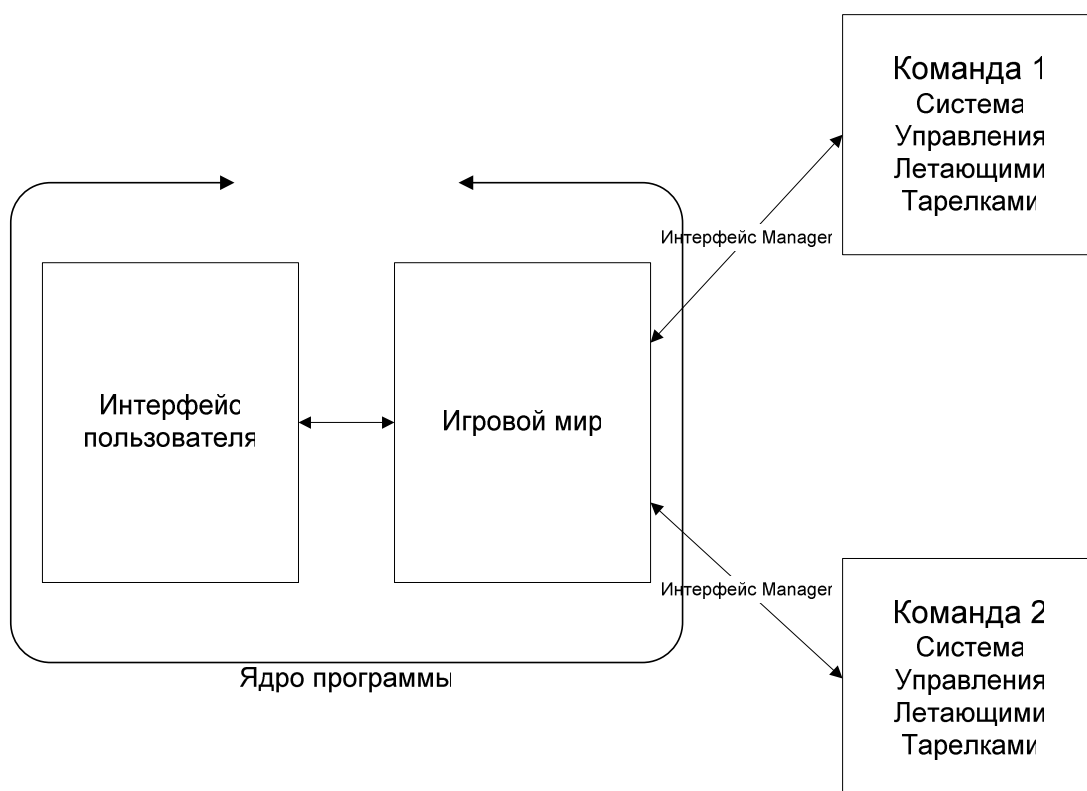 Команда 1
Система
Управления
Летающими
Тарелками
Интерфейс Manager
Интерфейс
пользователя
Игровой мир
Интерфейс Manager
Ядро программы
Команда 2
Система
Управления
Летающими
Тарелками